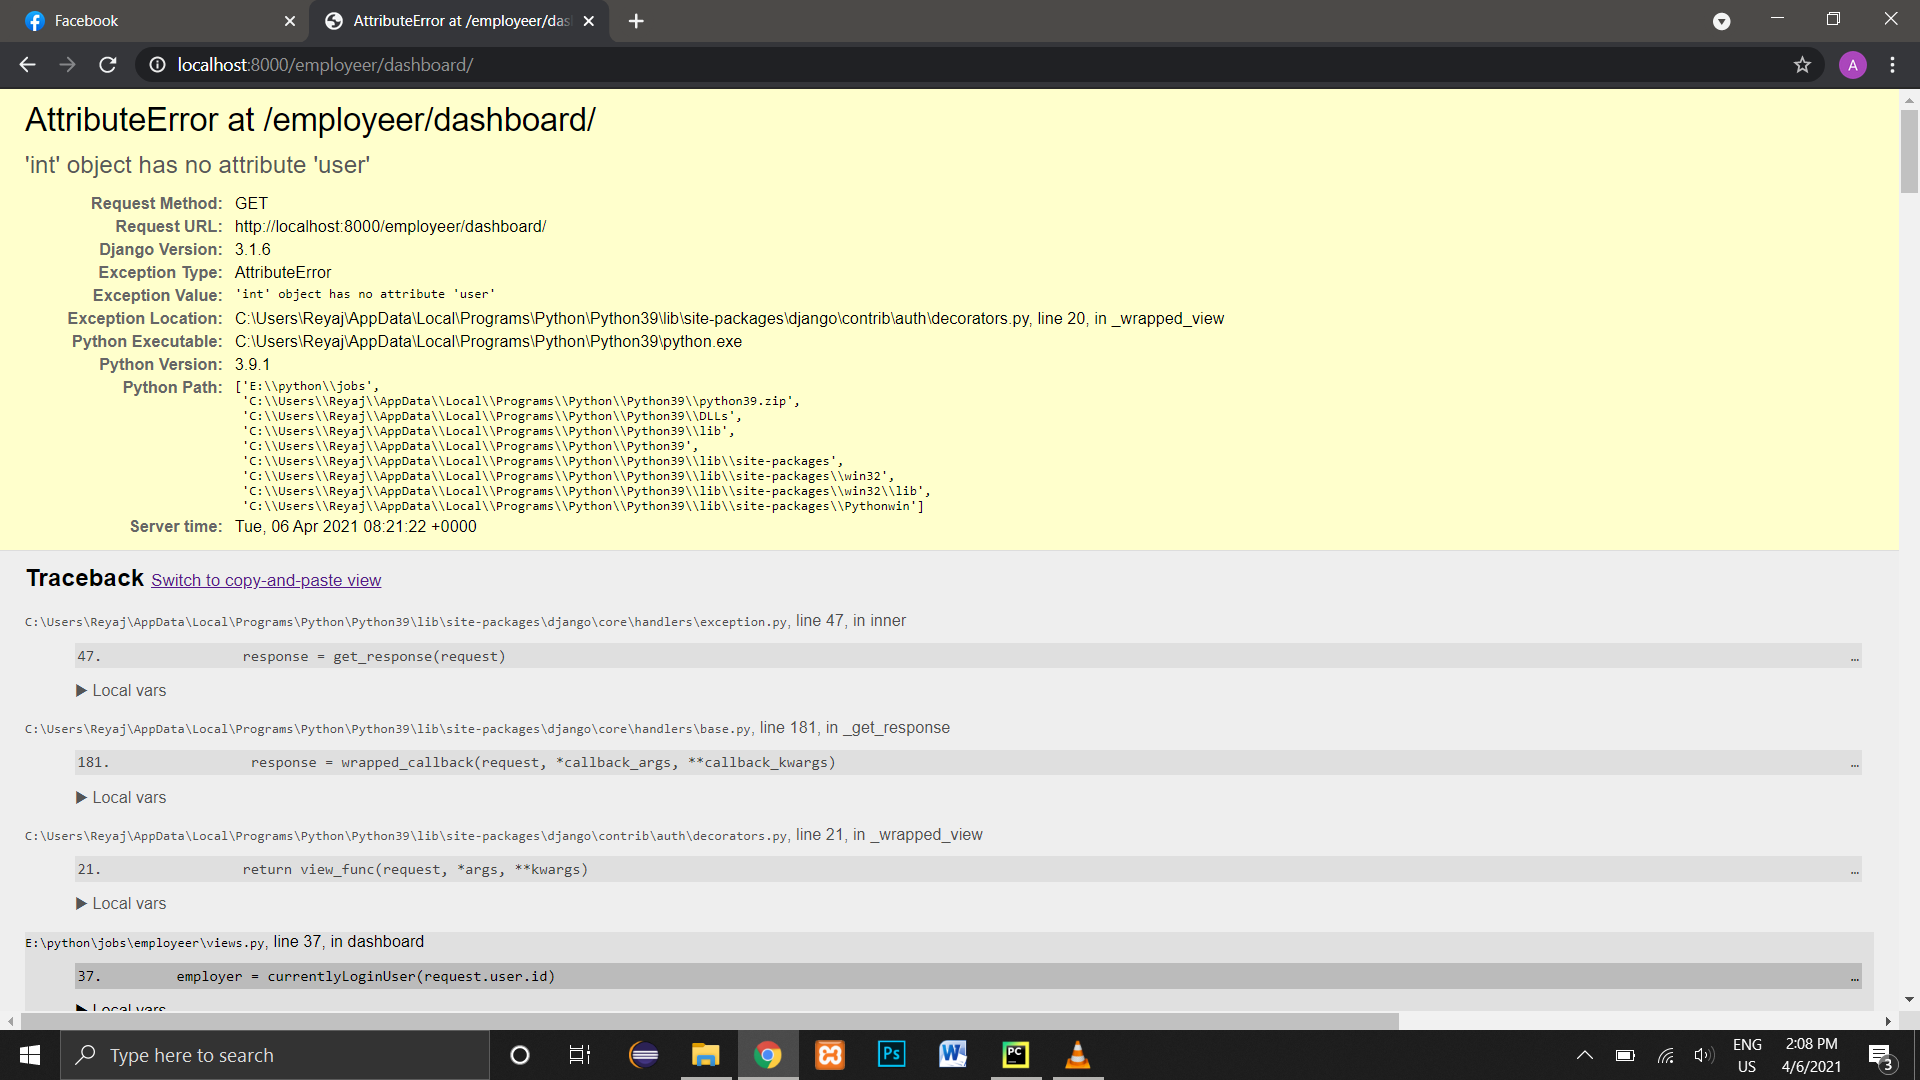 Facebook
AttributeError at /employeer/das
localhost:8000/employeer/dashboard/
A
AttributeError at /employeer/dashboard/
'int' object has no attribute 'user'
Request Method: GET
Request URL: http://localhost:8000/employeer/dashboard/
Django Version: 3.1.6
Exception Type: AttributeError
Exception Value: 'int' object has no attribute 'user'
Exception Location: C:\Users\Reyaj\AppData\Local\Programs\Python\Python39\lib\site-packages\django\contrib\auth\decorators.py, line 20, in _wrapped_view
Python Executable: C:\Users\Reyaj\AppData\Local\Programs\Python\Python39\python.exe
Python Version: 3.9.1
Python Path: ['E:\\python\\jobs',
'C:\\Users\\Reyaj\\AppData\\Local\\Programs\\Python\\Python39\\python39.zip',
'C:\\Users\\Reyaj\\AppData\\Local\\Programs\\Python\\Python39\\DLLs',
'C:\\Users\\Reyaj\\AppData\\Local\\Programs\\Python\\Python39\\lib',
'C:\\Users\\Reyaj\\AppData\\Local\\Programs\\Python\\Python39',
'C:\\Users\\Reyaj\\AppData\\Local\\Programs\\Python\\Python39\\lib\\site-packages',
'C:\\Users\\Reyaj\\AppData\\Local\\Programs\\Python\\Python39\\lib\\site-packages\\win32',
'C:\\Users\\Reyaj\\AppData\\Local\\Programs\\Python\\Python39\\lib\\site-packages\\win32\\lib',
'C:\\Users\\Reyaj\\AppData\\Local\\Programs\\Python\\Python39\\lib\\site-packages\\Pythonwin']
Server time: Tue, 06 Apr 2021 08:21:22 +0000
Traceback Switch to copy-and-paste view
C:\Users\Reyaj\AppData\Local\Programs\Python\Python39\lib\site-packages\django\core\handlers\exception.py, line 47, in inner
47. response = get_response(request) …
▶ Local vars
C:\Users\Reyaj\AppData\Local\Programs\Python\Python39\lib\site-packages\django\core\handlers\base.py, line 181, in _get_response
181. response = wrapped_callback(request, *callback_args, **callback_kwargs) …
▶ Local vars
C:\Users\Reyaj\AppData\Local\Programs\Python\Python39\lib\site-packages\django\contrib\auth\decorators.py, line 21, in _wrapped_view
21. return view_func(request, *args, **kwargs) …
▶ Local vars
E:\python\jobs\employeer\views.py, line 37, in dashboard
37. employer = currentlyLoginUser(request.user.id) …
▶ Local vars
Type here to search
Ps
W
PC
ENG
US
2:08 PM
4/6/2021
3